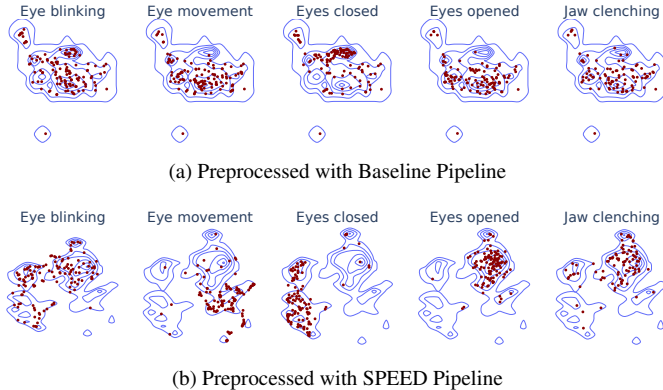 Eye blinking Eye movement Eyes closed Eyes opened Jaw clenching
(a) Preprocessed with Baseline Pipeline
Eye blinking Eye movement Eyes closed Eyes opened Jaw clenching
(b) Preprocessed with SPEED Pipeline